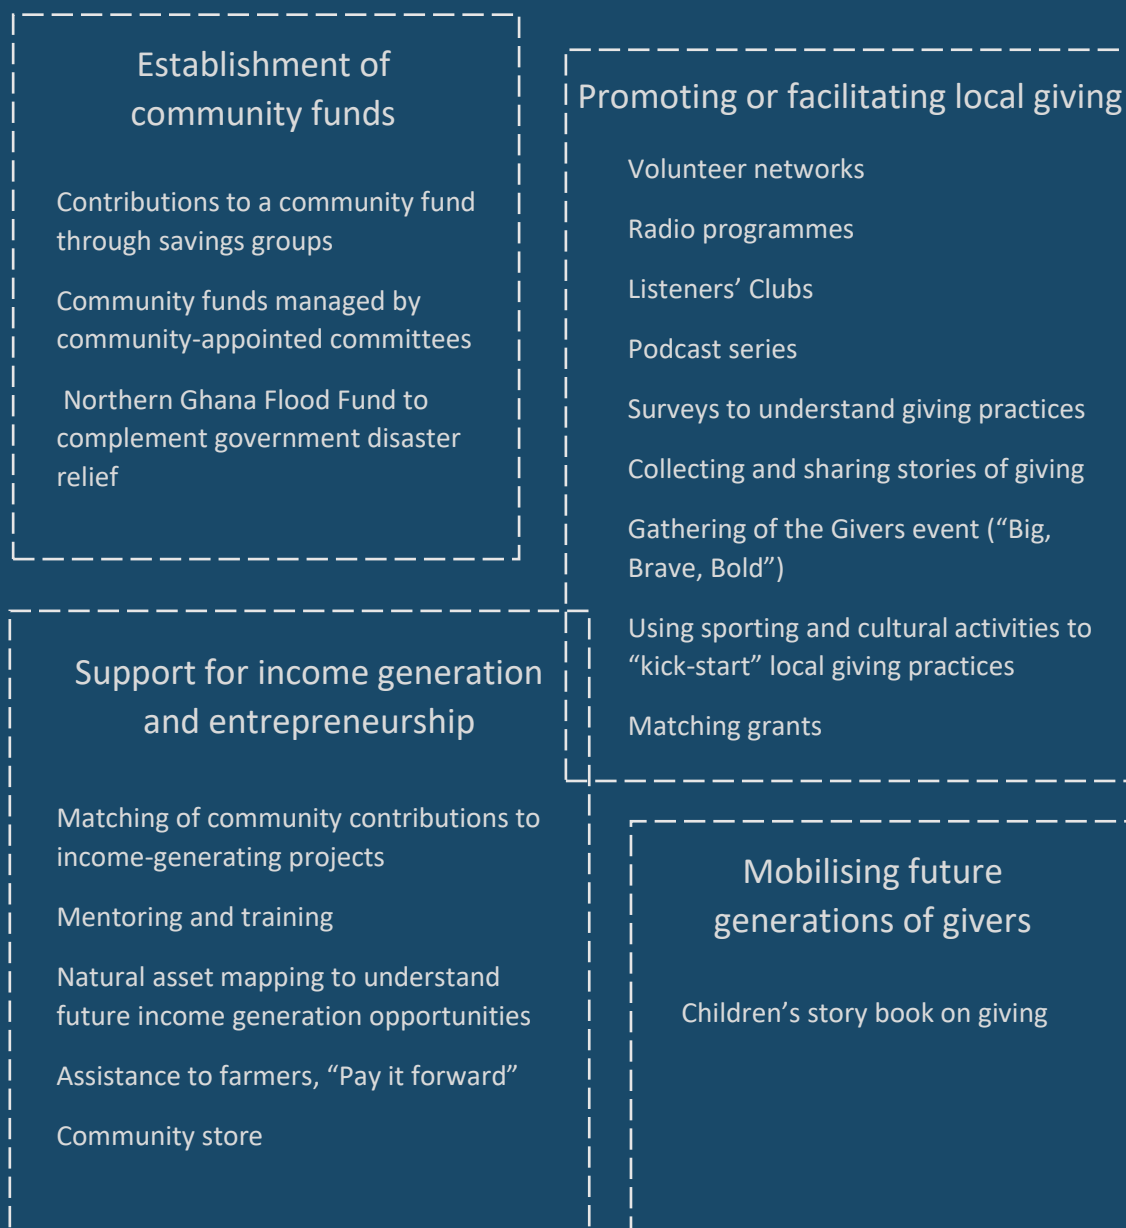 Establishment of
community funds
Contributions to a community fund
through savings groups
Community funds managed by
community-appointed committees
Northern Ghana Flood Fund to
complement government disaster
relief
Promoting or facilitating local giving
Volunteer networks
Radio programmes
Listeners’ Clubs
Podcast series
Surveys to understand giving practices
Collecting and sharing stories of giving
Gathering of the Givers event (“Big,
Brave, Bold”)
Using sporting and cultural activities to
“kick-start” local giving practices
Matching grants
Support for income generation
and entrepreneurship
Matching of community contributions to
income-generating projects
Mentoring and training
Natural asset mapping to understand
future income generation opportunities
Assistance to farmers, “Pay it forward”
Community store
Mobilising future
generations of givers
Children’s story book on giving